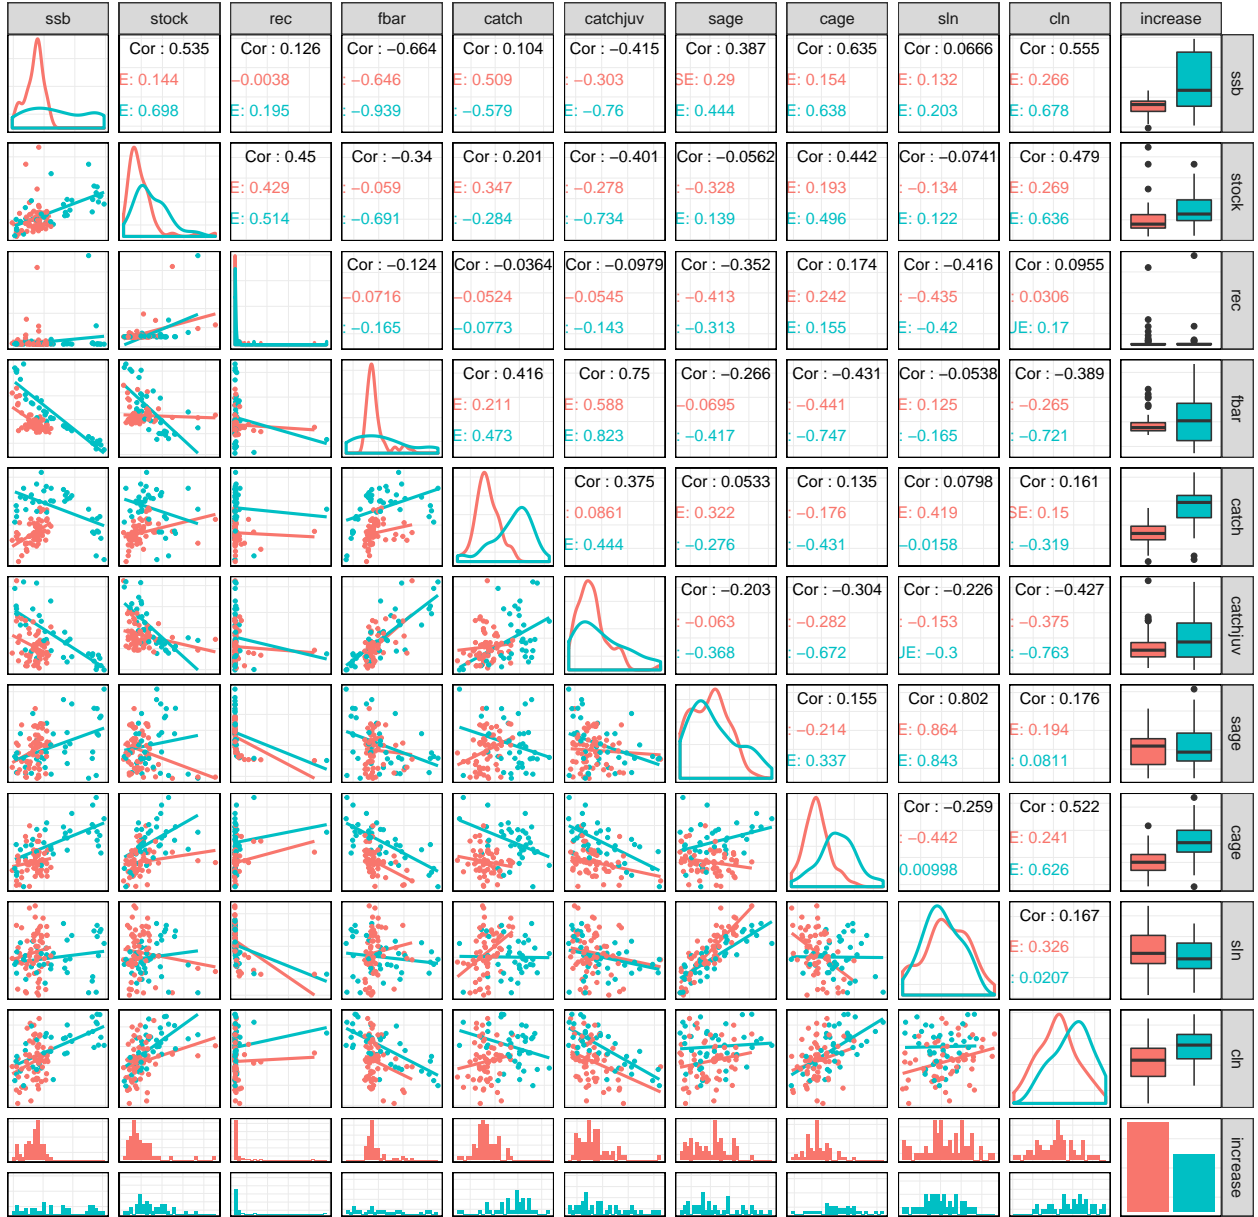 ssb stock rec fbar catch catchjuv sage cage sln cln increase
Cor : 0.535 Cor : 0.126 Cor : −0.664 Cor : 0.104 Cor : −0.415 Cor : 0.387 Cor : 0.635 Cor : 0.0666 Cor : 0.555
E: 0.144 −0.0038 : −0.646 E: 0.509 : −0.303 SE: 0.29 E: 0.154 E: 0.132 E: 0.266
E: 0.698 E: 0.195 : −0.939 : −0.579 E: −0.76 E: 0.444 E: 0.638 E: 0.203 E: 0.678
ssb
Cor : 0.45 Cor : −0.34 Cor : 0.201 Cor : −0.401 Cor : −0.0562 Cor : 0.442 Cor : −0.0741 Cor : 0.479
E: 0.429 : −0.059 E: 0.347 : −0.278 : −0.328 E: 0.193 : −0.134 E: 0.269
E: 0.514 : −0.691 : −0.284 : −0.734 E: 0.139 E: 0.496 E: 0.122 E: 0.636
stock
Cor : −0.124 Cor : −0.0364 Cor : −0.0979 Cor : −0.352 Cor : 0.174 Cor : −0.416 Cor : 0.0955
−0.0716 −0.0524 −0.0545 : −0.413 E: 0.242 : −0.435 : 0.0306
: −0.165 −0.0773 : −0.143 : −0.313 E: 0.155 E: −0.42 UE: 0.17
rec
Cor : 0.416 Cor : 0.75 Cor : −0.266 Cor : −0.431 Cor : −0.0538 Cor : −0.389
E: 0.211 E: 0.588 −0.0695 : −0.441 E: 0.125 : −0.265
E: 0.473 E: 0.823 : −0.417 : −0.747 : −0.165 : −0.721
fbar
Cor : 0.375 Cor : 0.0533 Cor : 0.135 Cor : 0.0798 Cor : 0.161
: 0.0861 E: 0.322 : −0.176 E: 0.419 SE: 0.15
E: 0.444 : −0.276 : −0.431 −0.0158 : −0.319
catch
Cor : −0.203 Cor : −0.304 Cor : −0.226 Cor : −0.427
: −0.063 : −0.282 : −0.153 : −0.375
: −0.368 : −0.672 UE: −0.3 : −0.763
catchjuv
Cor : 0.155 Cor : 0.802 Cor : 0.176
: −0.214 E: 0.864 E: 0.194
E: 0.337 E: 0.843 : 0.0811
sage
Cor : −0.259 Cor : 0.522
: −0.442 E: 0.241
0.00998 E: 0.626
cage
Cor : 0.167
E: 0.326
: 0.0207
sln
cln
increase